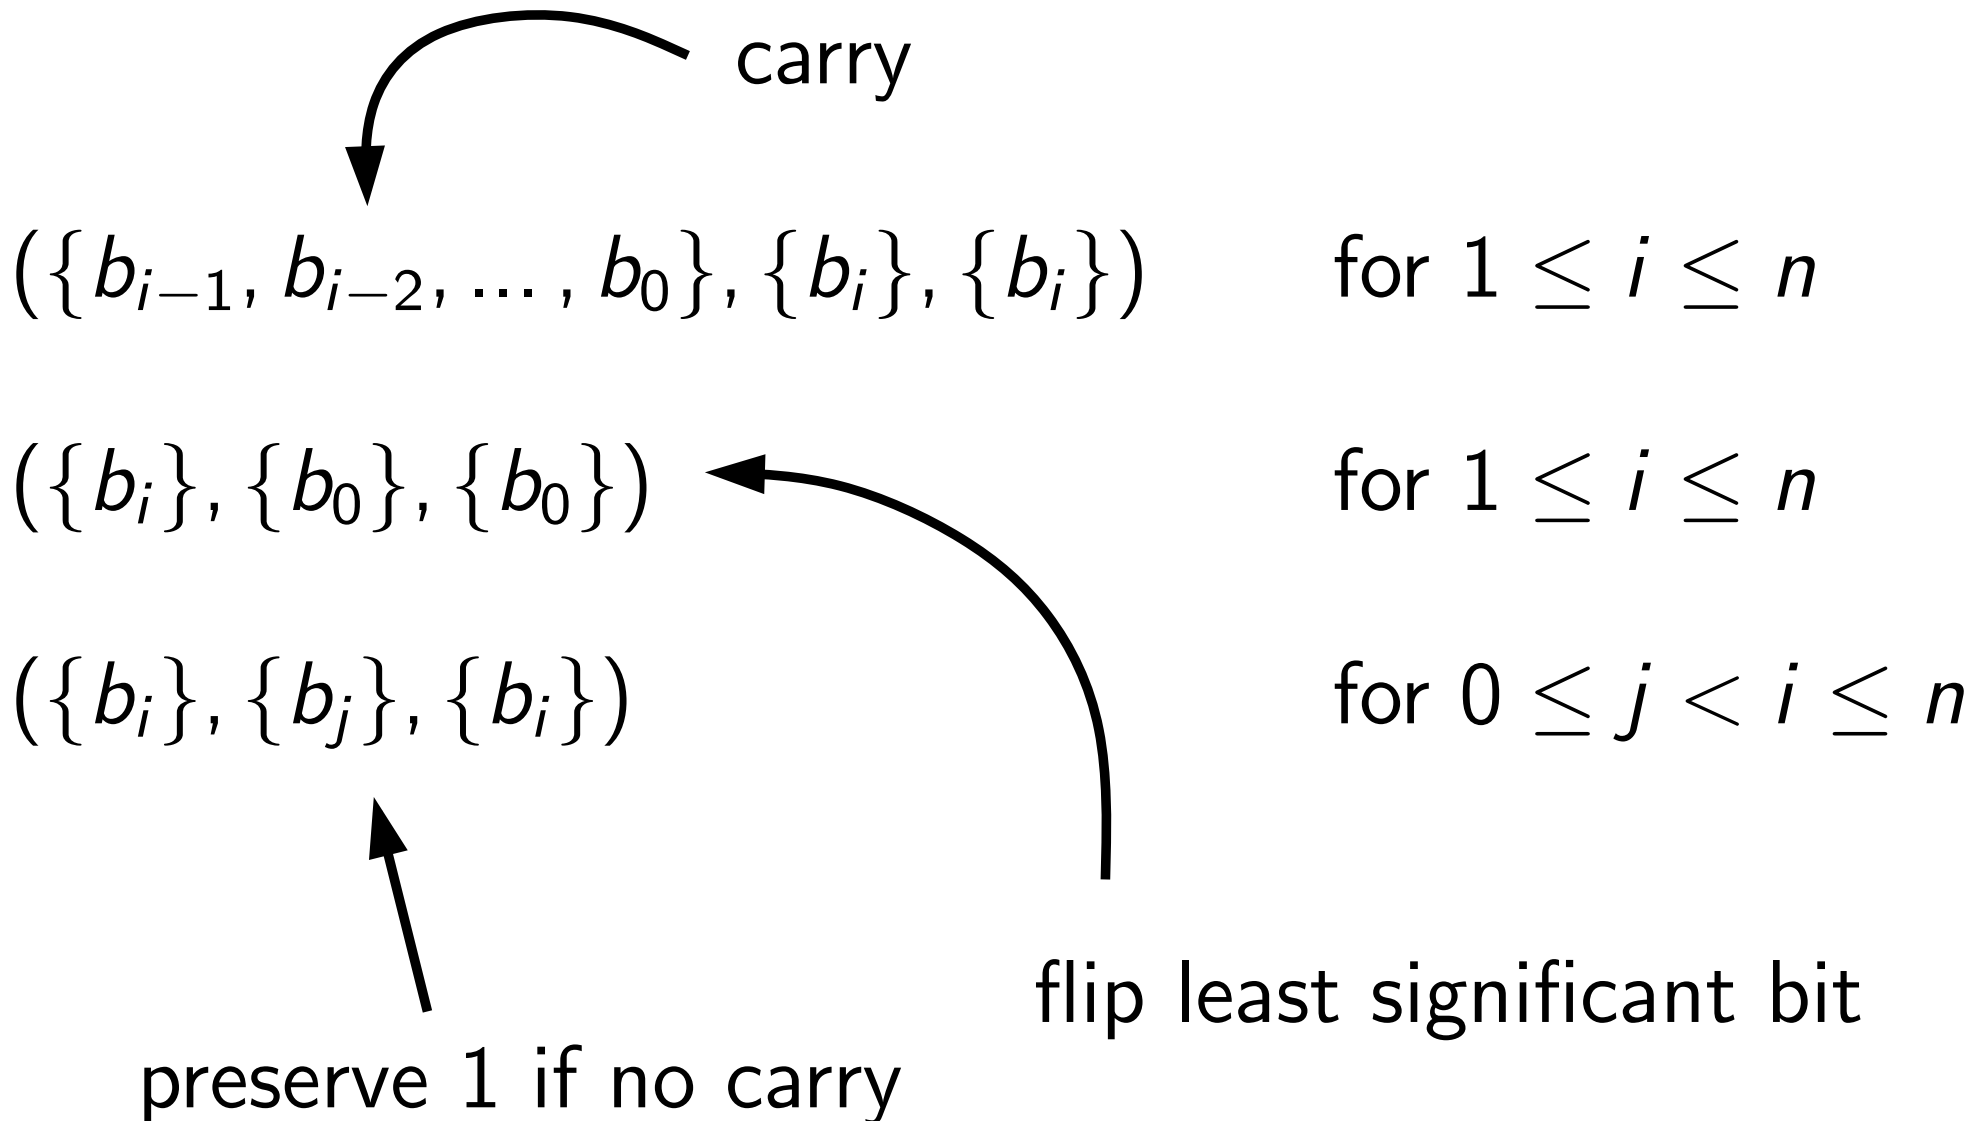 carry
({b_{i−1}, b_{i−2}, ..., b_0}, {b_i}, {b_i}) for 1 ≤ i ≤ n
({b_i}, {b_0}, {b_0}) for 1 ≤ i ≤ n
({b_i}, {b_j}, {b_i}) for 0 ≤ j < i ≤ n
flip least significant bit
preserve 1 if no carry